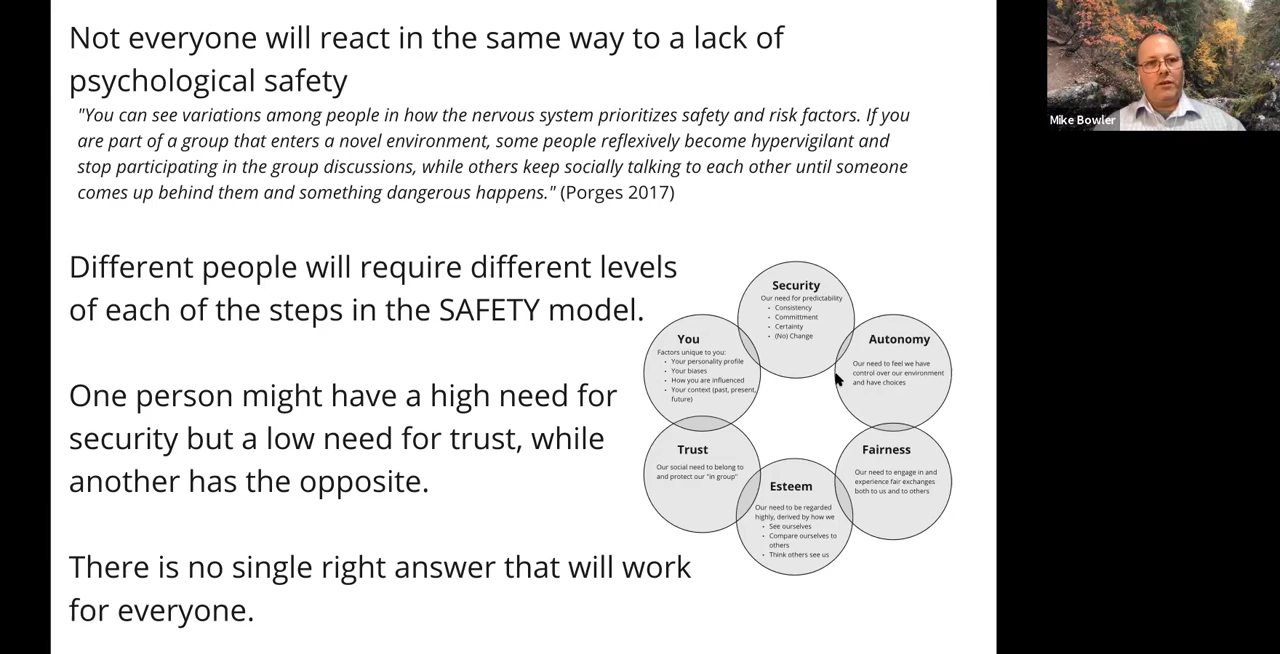 Not everyone will react in the same way to a lack of
psychological safety
"You can see variations among people in how the nervous system prioritizes safety and risk factors. If you
are part of a group that enters a novel environment, some people reflexively become hypervigilant and
stop participating in the group discussions, while others keep socially talking to each other until someone
comes up behind them and something dangerous happens." (Porges 2017)
Different people will require different levels
of each of the steps in the SAFETY model.
One person might have a high need for
security but a low need for trust, while
another has the opposite.
There is no single right answer that will work
for everyone.
Security
Our need for predictability
• Consistency
• Committment
• Certainty
• (No) Change
Autonomy
Our need to feel we have
control over our environment
and have choices
Fairness
Our need to engage in and
experience fair exchanges
both to us and to others
Esteem
Our need to be regarded
highly, derived by how we
• See ourselves
• Compare ourselves to
others
• Think others see us
Trust
Our social need to belong to
and protect our "in group"
You
Factors unique to you:
• Your personality profile
• Your biases
• How you are influenced
• Your context (past, present,
future)
Mike Bowler